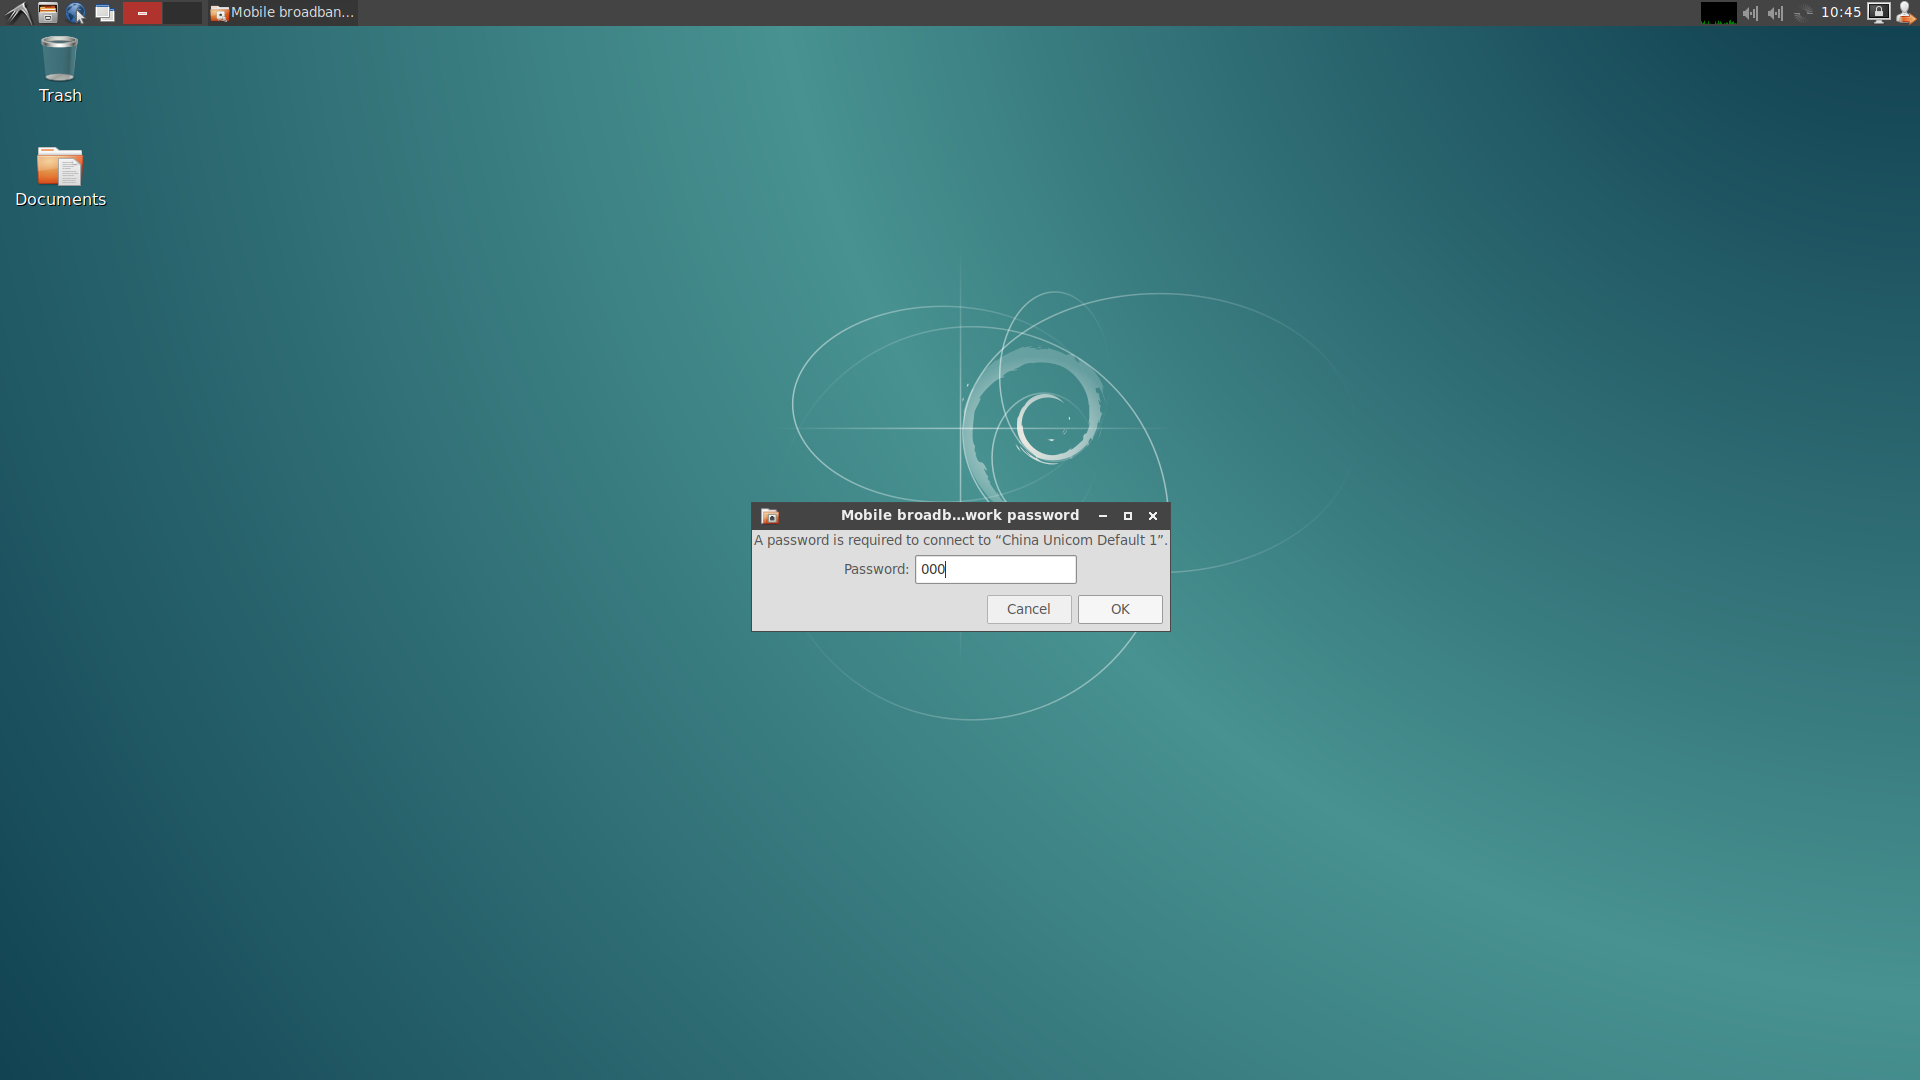 Mobile broadban...
10:45
Trash
Documents
Mobile broadb...work password
A password is required to connect to “China Unicom Default 1”.
Password: 000
Cancel OK